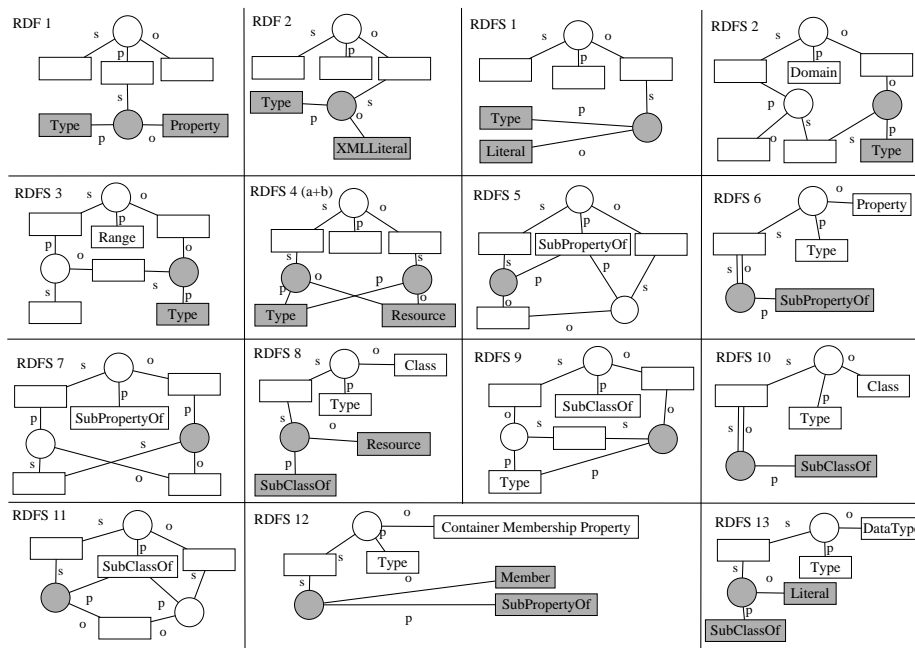 RDF 1
s
o
p
s
Type
p
o
Property
RDF 2
s
o
p
s
Type
p
o
XMLLiteral
RDFS 1
s
o
p
s
Type
p
Literal
o
RDFS 2
s
o
p
Domain
p
o
o
s
s
p
Type
RDFS 3
s
o
p
Range
p
o
o
s
s
p
Type
RDFS 4 (a+b)
s
o
p
s
s
p
o
p
o
Type
Resource
RDFS 5
s
o
p
SubPropertyOf
s
p
p
s
o
o
RDFS 6
o
Property
s
p
Type
s
o
p
SubPropertyOf
RDFS 7
s
o
p
SubPropertyOf
p
p
s
o
s
o
RDFS 8
s
o
Class
p
Type
s
o
Resource
p
SubClassOf
RDFS 9
s
o
p
SubClassOf
o
o
s
s
p
p
Type
RDFS 10
o
s
Class
p
Type
s
o
p
SubClassOf
RDFS 11
s
o
p
SubClassOf
s
s
p
p
o
o
RDFS 12
o
Container Membership Property
s
p
Type
s
o
Member
SubPropertyOf
p
RDFS 13
s
o
DataType
p
Type
s
o
Literal
p
SubClassOf